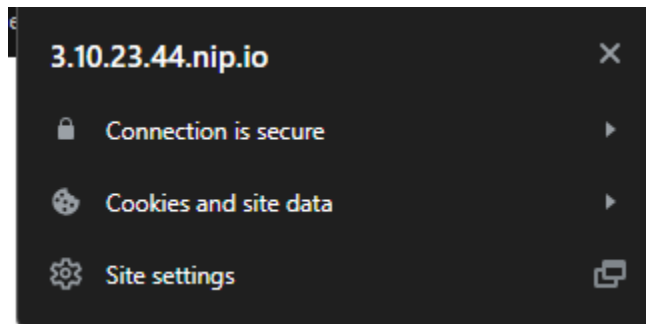 3.10.23.44.nip.io
Connection is secure
Cookies and site data
Site settings